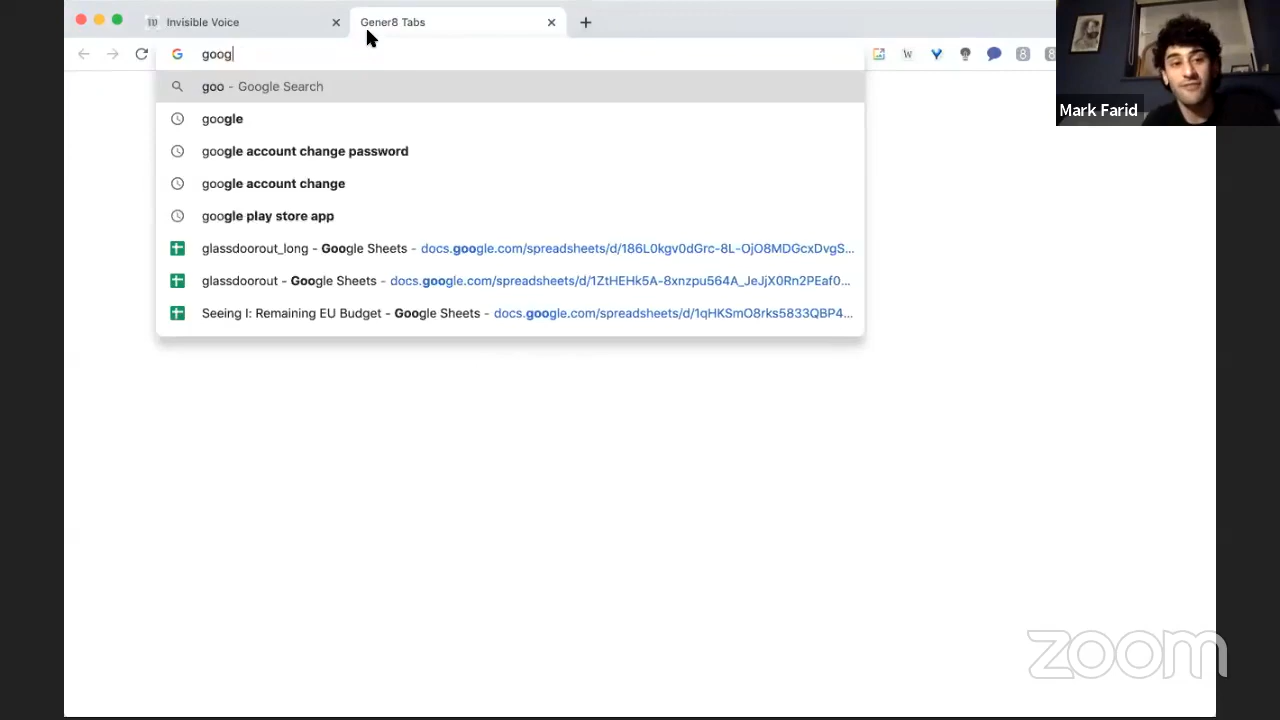 Invisible Voice
Gener8 Tabs
goog
goo - Google Search
google
google account change password
google account change
google play store app
glassdoorout_long - Google Sheets - docs.google.com/spreadsheets/d/186L0kgv0dGrc-8L-OjO8MDGcxDvgS...
glassdoorout - Google Sheets - docs.google.com/spreadsheets/d/1ZtHEHk5A-8xnzpu564A_JeJjX0Rn2PEaf0...
Seeing I: Remaining EU Budget - Google Sheets - docs.google.com/spreadsheets/d/1qHKSmO8rks5833QBP4...
Mark Farid
zoom